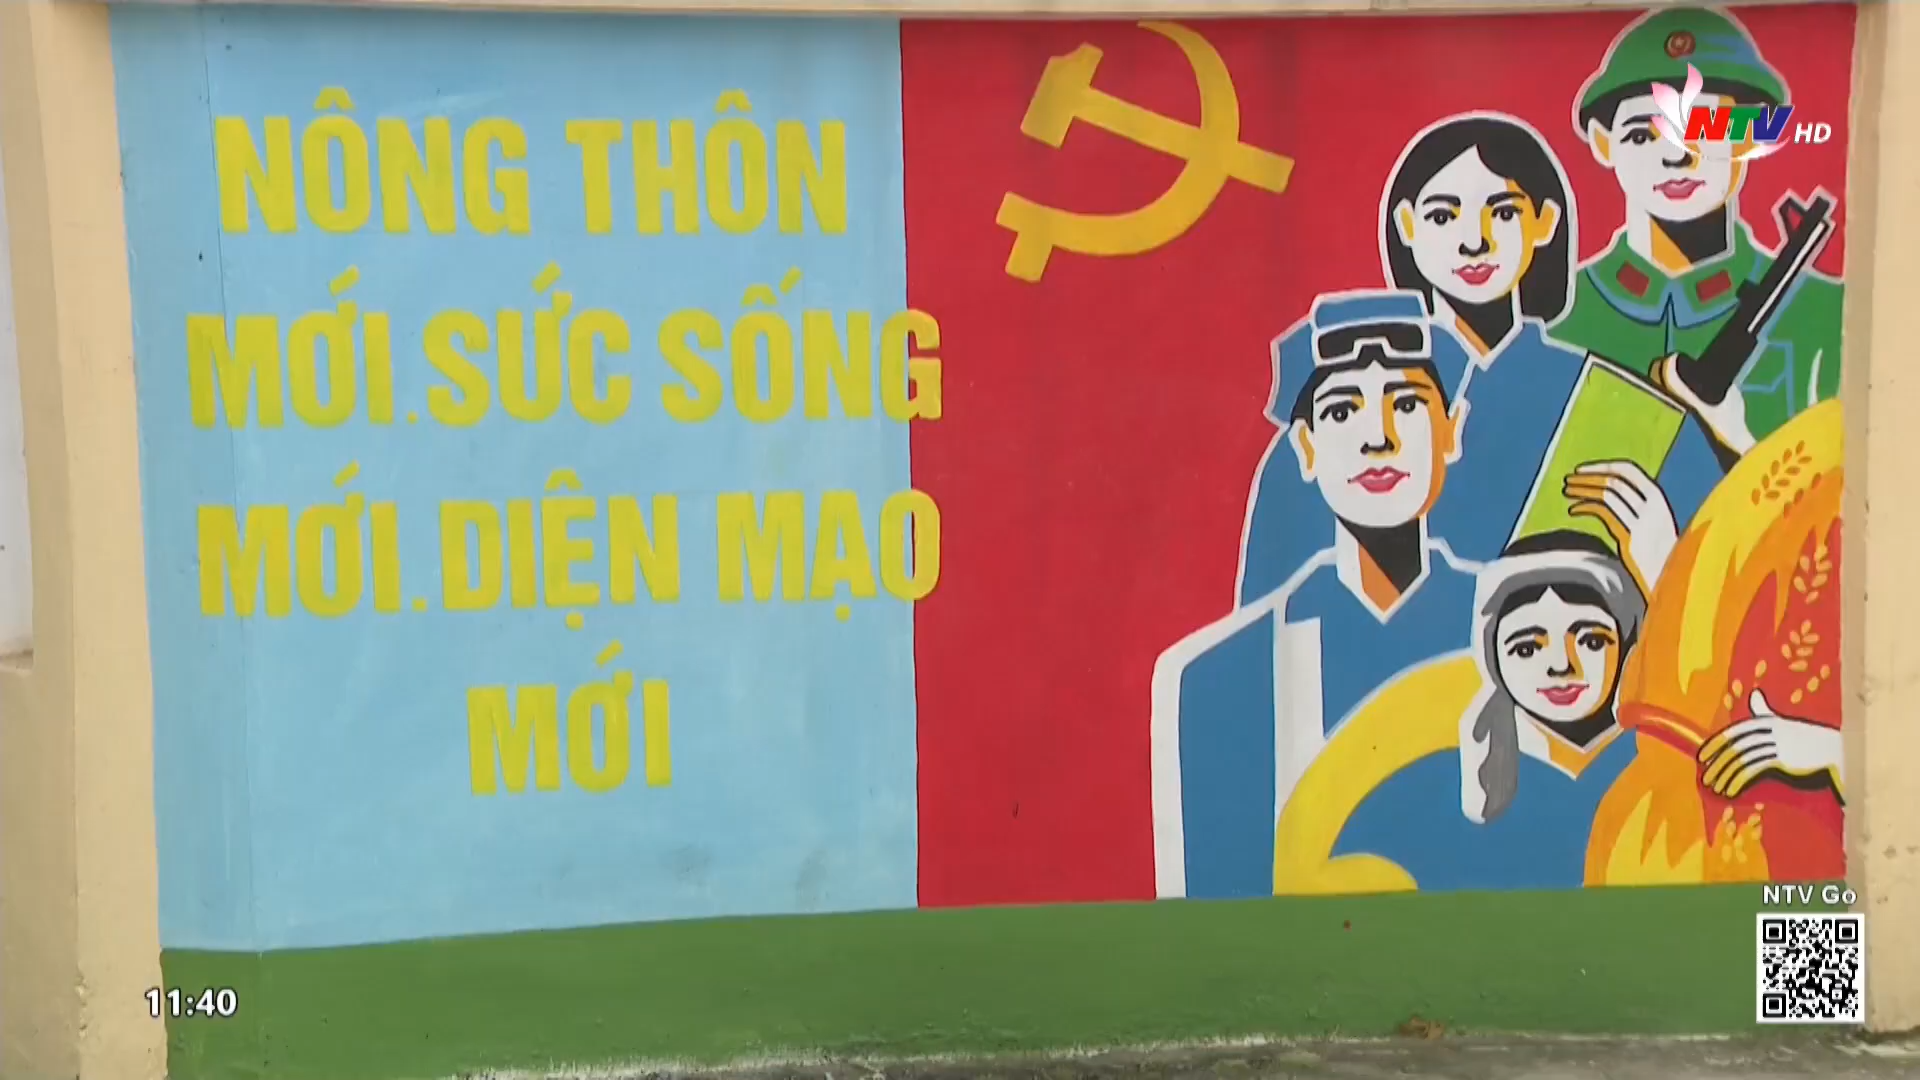 NÔNG THÔN
MỚI.SỨC SỐNG
MỚI.DIỆN MẠO
MỚI
NTV HD
NTV Go
11:40